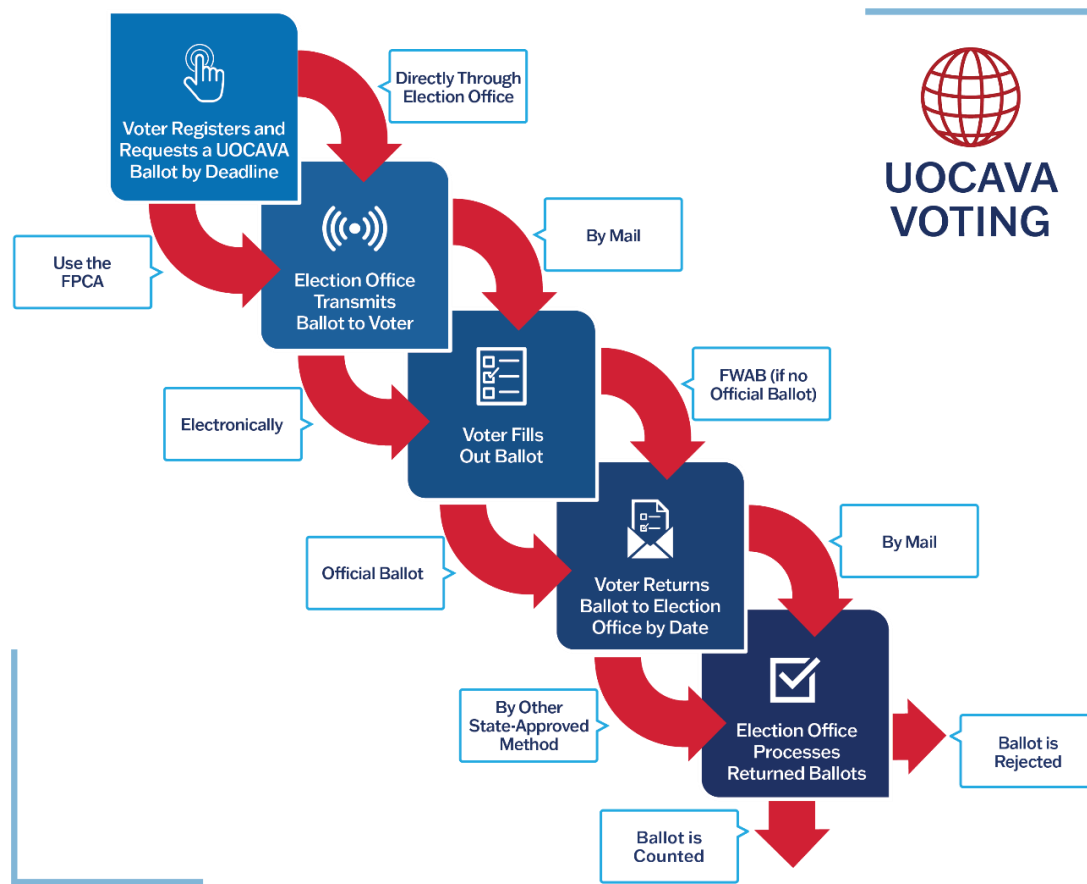 UOCAVA
VOTING
Voter Registers and
Requests a UOCAVA
Ballot by Deadline
Directly Through
Election Office
Use the
FPCA
Election Office
Transmits
Ballot to Voter
By Mail
Electronically
Voter Fills
Out Ballot
FWAB (if no
Official Ballot)
Official Ballot
Voter Returns
Ballot to Election
Office by Date
By Mail
By Other
State-Approved
Method
Election Office
Processes
Returned Ballots
Ballot is
Rejected
Ballot is
Counted